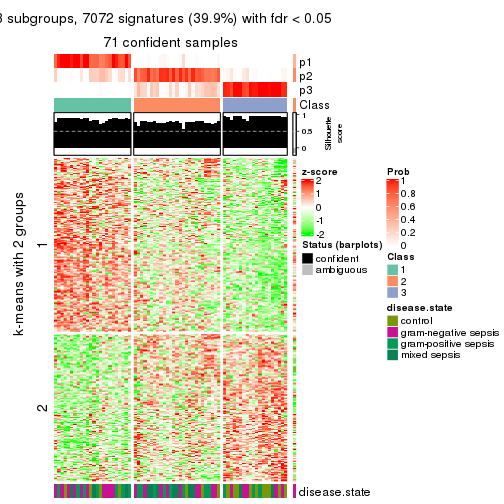 3 subgroups, 7072 signatures (39.9%) with fdr < 0.05
71 confident samples
p1
p2
p3
Class
1
0.5
0
Silhouette
score
k-means with 2 groups
1
2
disease.state
z-score
2
1
0
-1
-2
Status (barplots)
confident
ambiguous
Prob
1
0.8
0.6
0.4
0.2
0
Class
1
2
3
disease.state
control
gram-negative sepsis
gram-positive sepsis
mixed sepsis